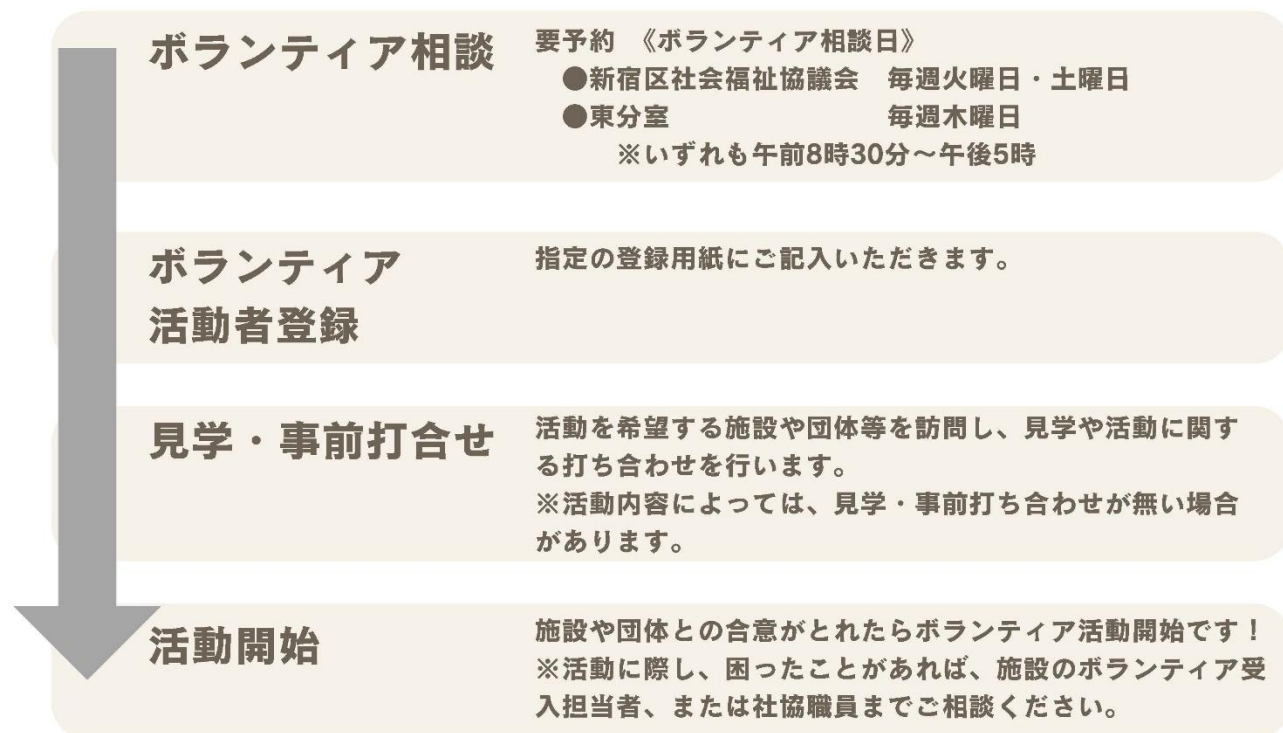 ボランティア相談
要予約 《ボランティア相談日》
●新宿区社会福祉協議会 毎週火曜日・土曜日
●東分室 毎週木曜日
※いずれも午前8時30分～午後5時
ボランティア
活動者登録
指定の登録用紙にご記入いただきます。
見学・事前打合せ
活動を希望する施設や団体等を訪問し、見学や活動に関す
る打ち合わせを行います。
※活動内容によっては、見学・事前打ち合わせが無い場合
があります。
活動開始
施設や団体との合意がとれたらボランティア活動開始です！
※活動に際し、困ったことがあれば、施設のボランティア受
入担当者、または社協職員までご相談ください。